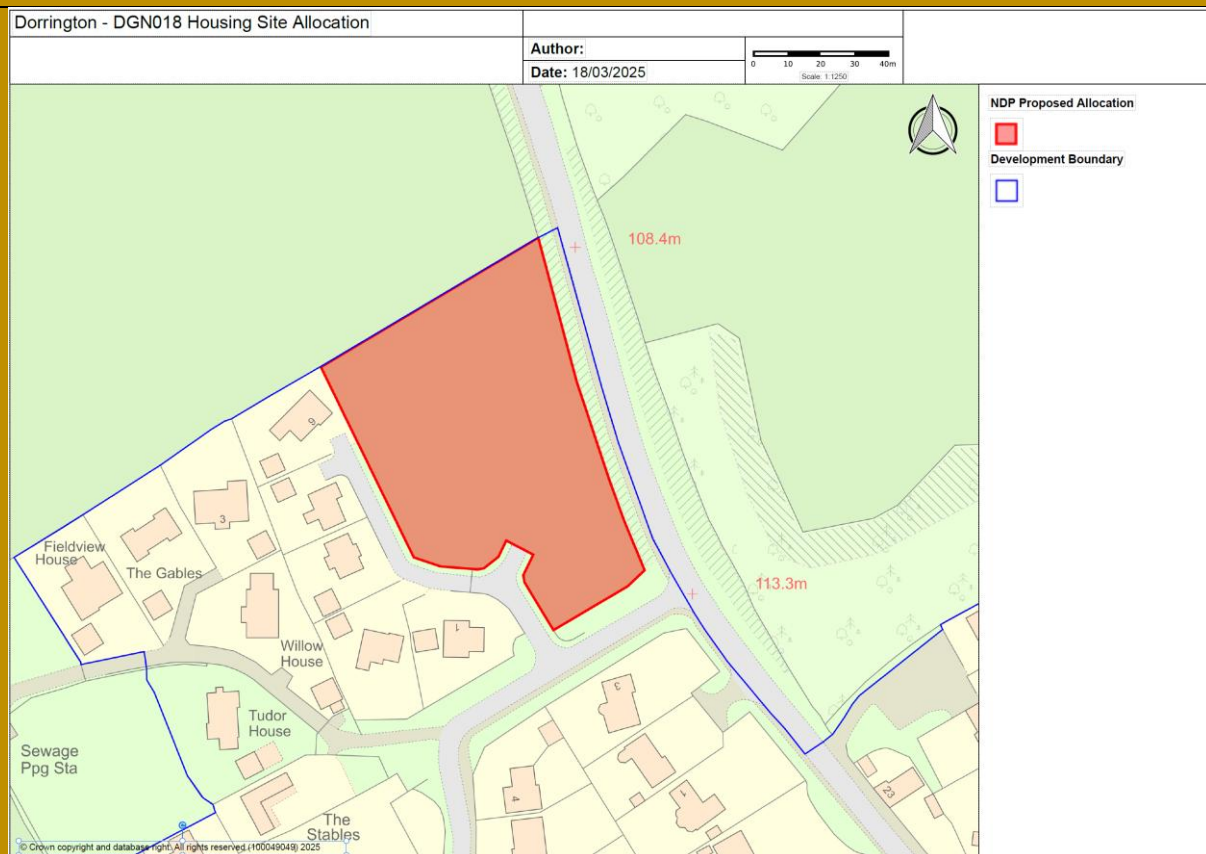 Dorrington - DGN018 Housing Site Allocation
Author:
Date: 18/03/2025
0 10 20 30 40m
Scale: 1:1250
NDP Proposed Allocation
Development Boundary
108.4m
9
3
Fieldview
House
The Gables
113.3m
Willow
House
1
3
Tudor
House
Sewage
Ppg Sta
4
1
23
The
Stables
© Crown copyright and database right. All rights reserved (100049049) 2025